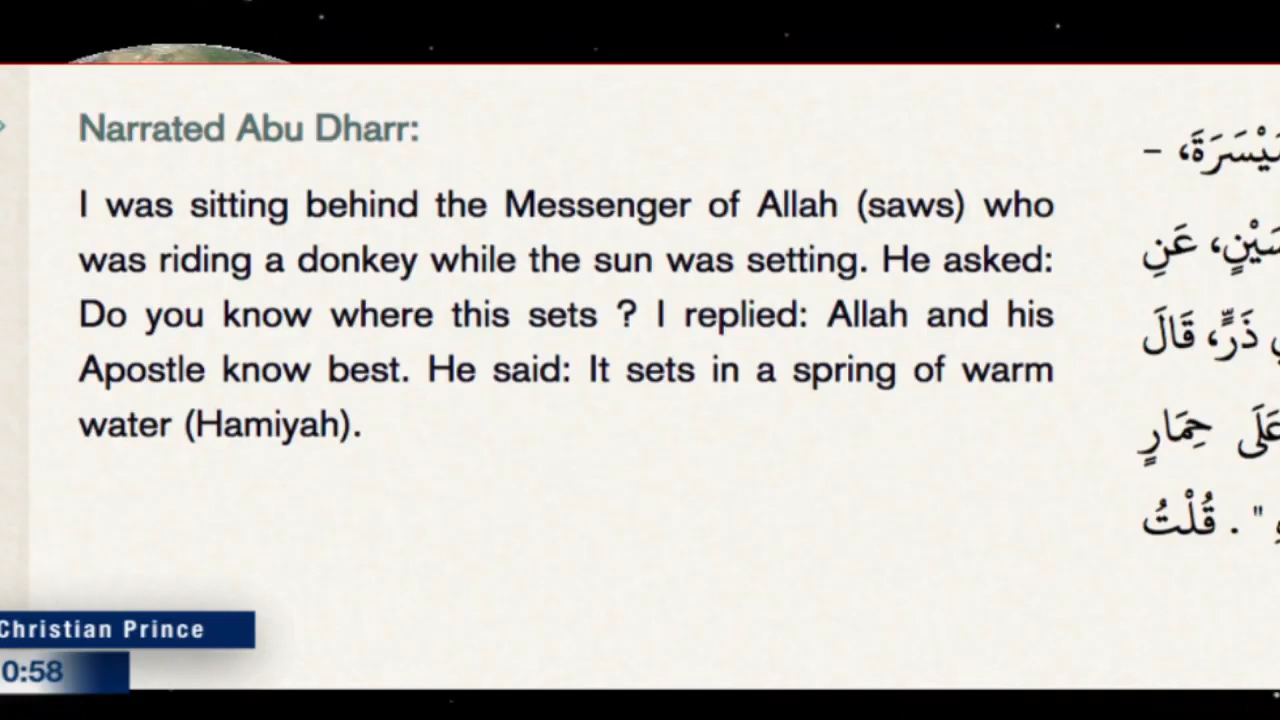 Narrated Abu Dharr:
I was sitting behind the Messenger of Allah (saws) who
was riding a donkey while the sun was setting. He asked:
Do you know where this sets ? I replied: Allah and his
Apostle know best. He said: It sets in a spring of warm
water (Hamiyah).
مَيْسَرَةَ، -
عَنِ
ذَرٍّ، قَالَ
عَلَى حِمَارٍ
" . قُلْتُ
Christian Prince
0:58